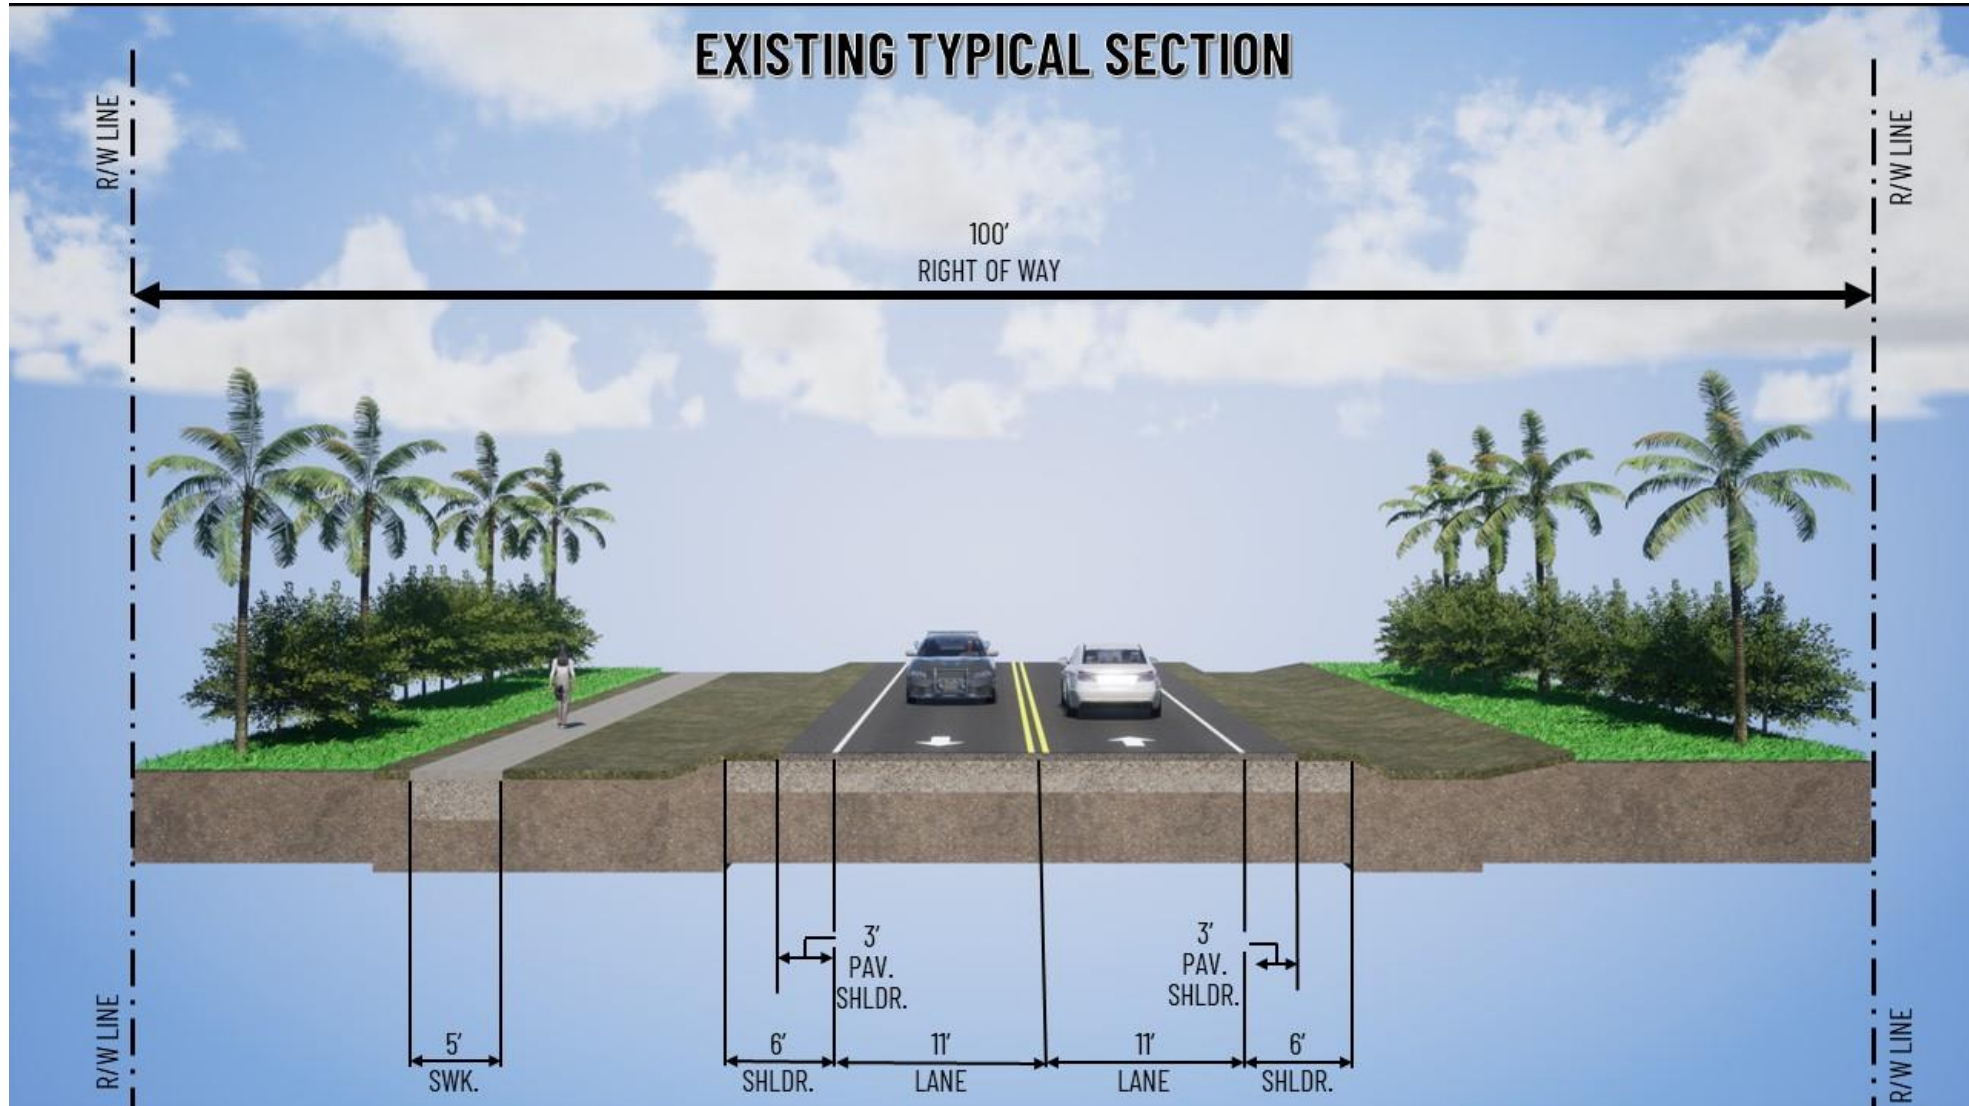 EXISTING TYPICAL SECTION
R/W LINE
R/W LINE
100'
RIGHT OF WAY
3'
PAV.
SHLDR.
3'
PAV.
SHLDR.
R/W LINE
R/W LINE
5'
SWK.
6'
SHLDR.
11'
LANE
11'
LANE
6'
SHLDR.